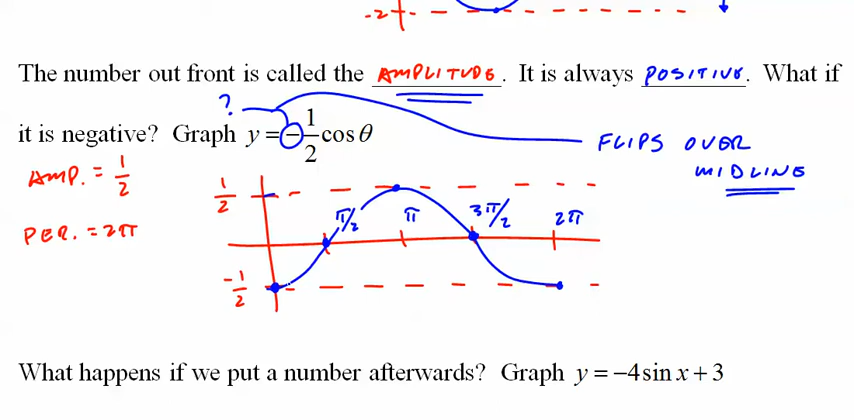 -2
The number out front is called the AMPLITUDE. It is always POSITIVE. What if
?
it is negative? Graph y = -1/2 cos θ
FLIPS OVER
MIDLINE
AMP. = 1/2
PER. = 2π
1/2
π/2 π 3π/2 2π
-1/2
What happens if we put a number afterwards? Graph y = −4sin x + 3